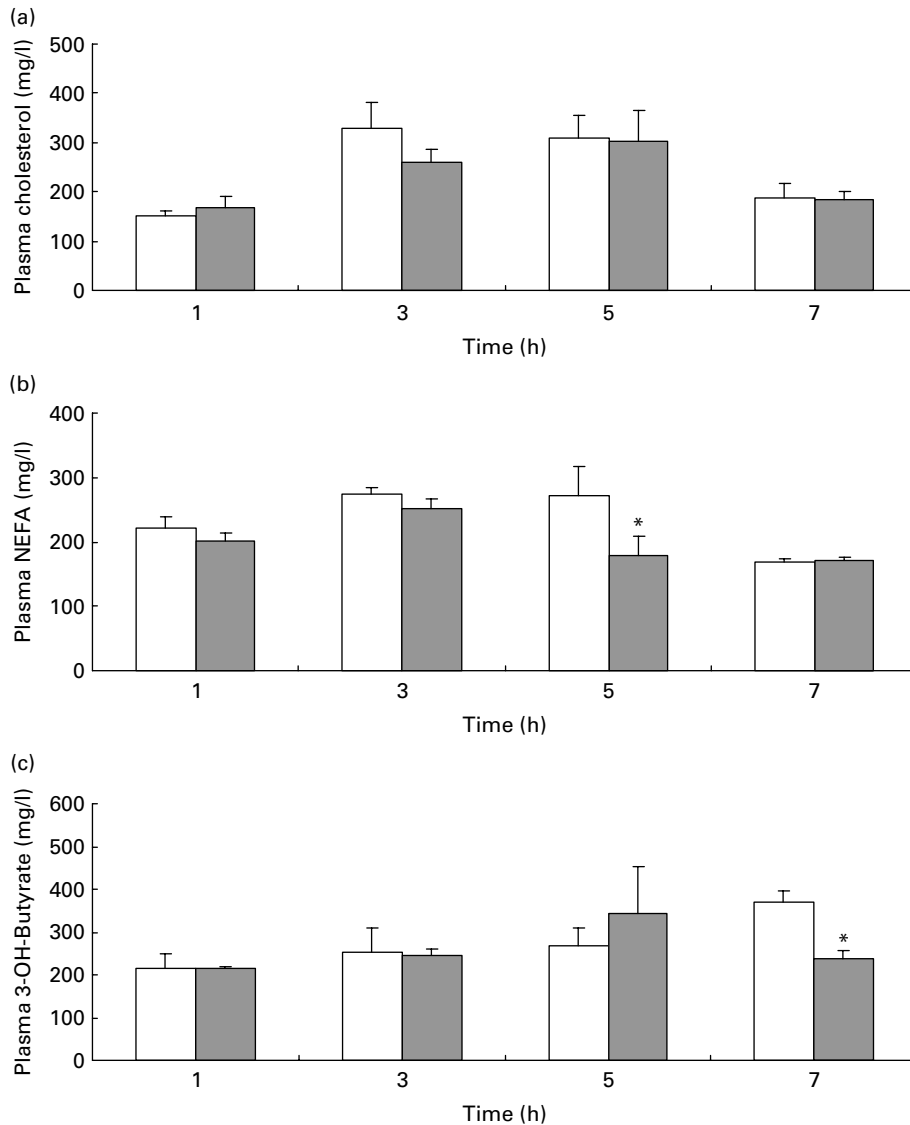 (a)
Plasma cholesterol (mg/l)
500
400
300
200
100
0
1 3 5 7
Time (h)
(b)
Plasma NEFA (mg/l)
400
300
200
100
0
*
1 3 5 7
Time (h)
(c)
Plasma 3-OH-Butyrate (mg/l)
600
500
400
300
200
100
0
*
1 3 5 7
Time (h)